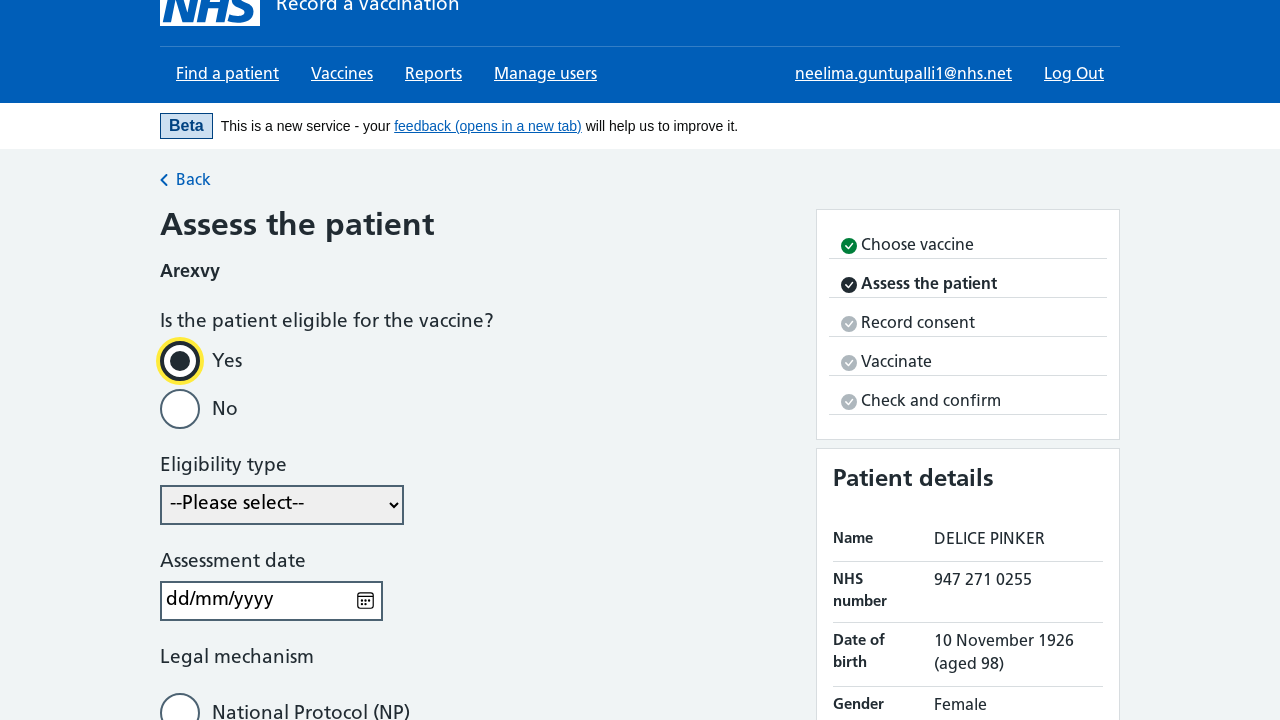 NHS Record a vaccination
Find a patient Vaccines Reports Manage users neelima.guntupalli1@nhs.net Log Out
Beta This is a new service - your feedback (opens in a new tab) will help us to improve it.
Back
Assess the patient
Arexvy
Is the patient eligible for the vaccine?
Yes
No
Eligibility type
--Please select--
Assessment date
dd/mm/yyyy
Legal mechanism
National Protocol (NP)
Choose vaccine
Assess the patient
Record consent
Vaccinate
Check and confirm
Patient details
Name DELICE PINKER
NHS number 947 271 0255
Date of birth 10 November 1926 (aged 98)
Gender Female